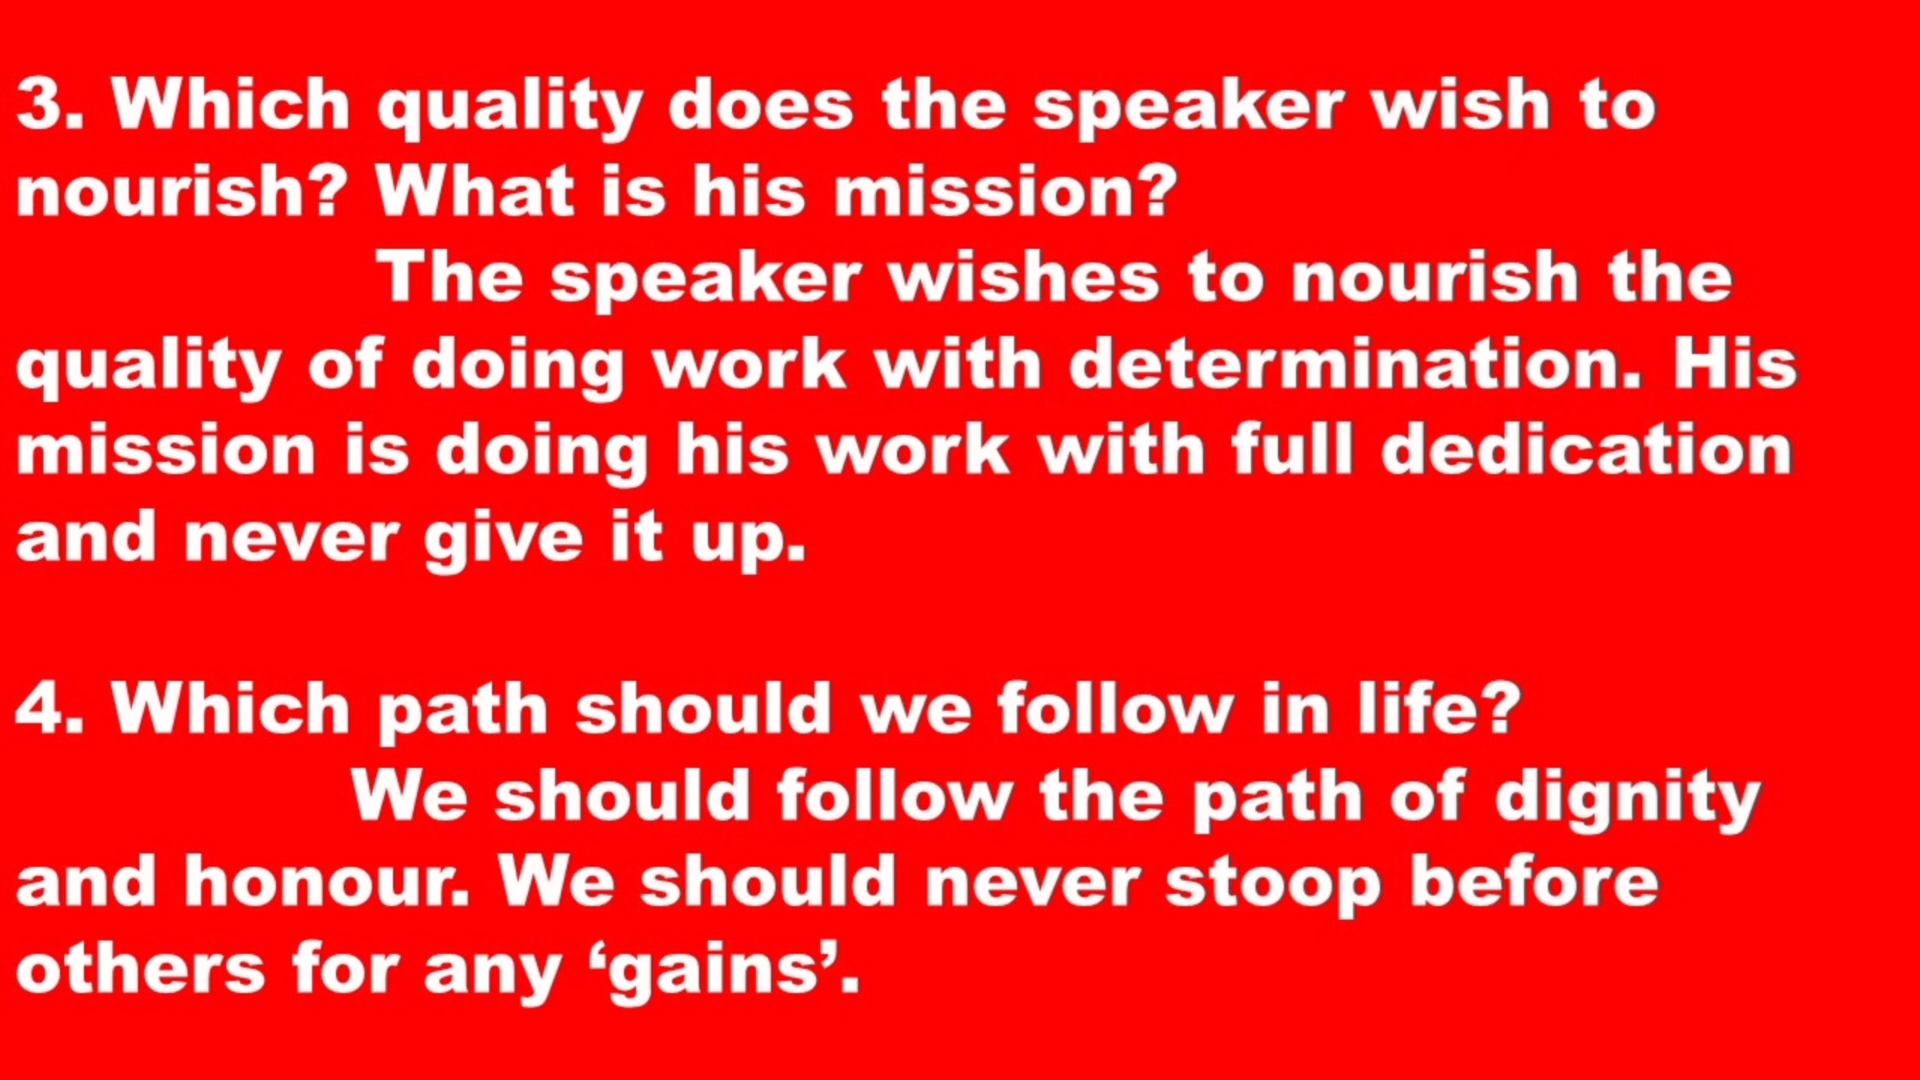 3. Which quality does the speaker wish to
nourish? What is his mission?
The speaker wishes to nourish the
quality of doing work with determination. His
mission is doing his work with full dedication
and never give it up.
4. Which path should we follow in life?
We should follow the path of dignity
and honour. We should never stoop before
others for any ‘gains’.